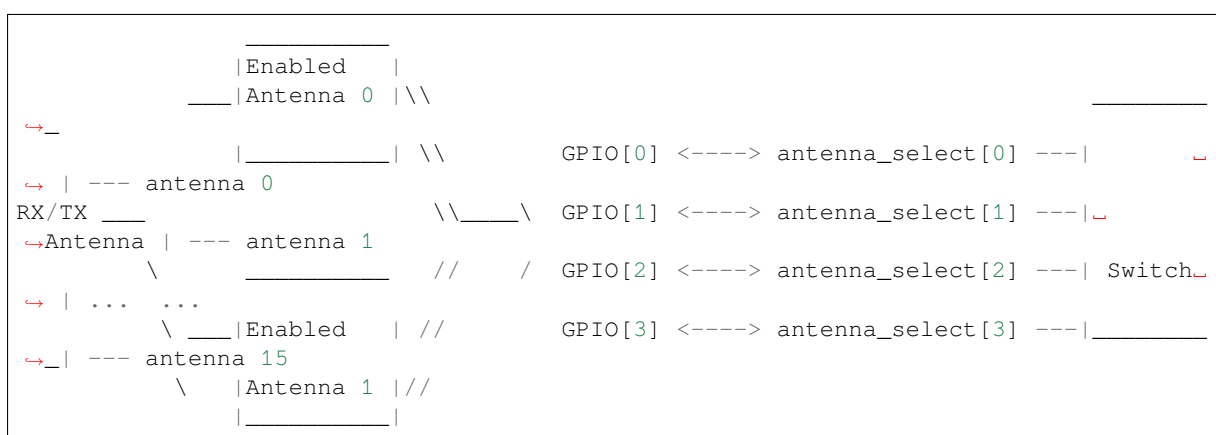 __________
                  |Enabled   |
               ___|Antenna 0 |\\                                              ________
↪_
                  |__________| \\        GPIO[0] <----> antenna_select[0] ---|       ␣
↪ | --- antenna 0
RX/TX ___                       \\____\  GPIO[1] <----> antenna_select[1] ---|␣
↪Antenna | --- antenna 1
         \      __________   //    /  GPIO[2] <----> antenna_select[2] ---| Switch␣
↪ | ...  ...
          \ ___|Enabled   | //        GPIO[3] <----> antenna_select[3] ---|________
↪_| --- antenna 15
           \   |Antenna 1 |//
               |__________|